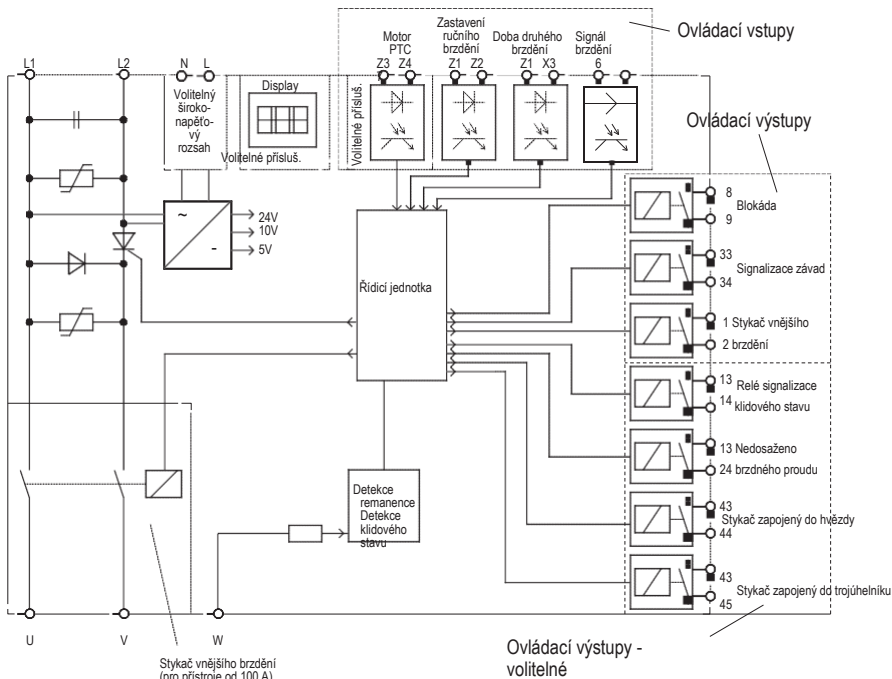 Ovládací vstupy
Motor
PTC
Z3 Z4
Zastavení
ručního
brzdění
Z1 Z2
Doba druhého
brzdění
Z1 X3
Signál
brzdění
6
L1
L2
N L
Volitelný
široko-
napěťo-
vý
rozsah
Display
Volitelné přísluš.
Volitelné přísluš.
Ovládací výstupy
~
-
24V
10V
5V
Řídicí jednotka
8
Blokáda
9
33
Signalizace závad
34
1 Stykač vnějšího
2 brzdění
13 Relé signalizace
14 klidového stavu
13 Nedosaženo
24 brzdného proudu
43
Stykač zapojený do hvězdy
44
43
Stykač zapojený do trojúhelníku
45
Detekce
remanence
Detekce
klidového
stavu
U
V
W
Stykač vnějšího brzdění
(pro přístroje od 100 A)
Ovládací výstupy -
volitelné